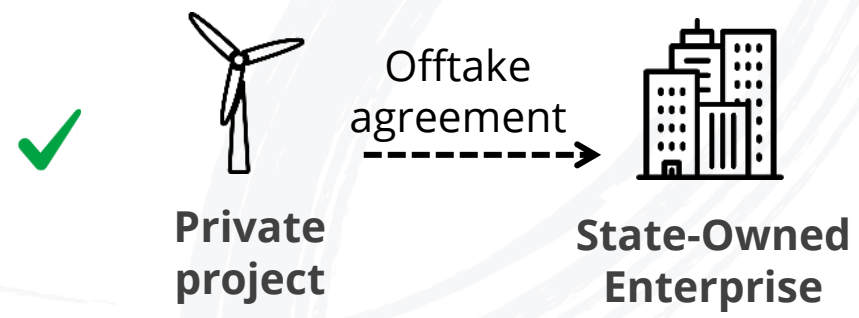 Offtake
agreement
Private
project
State-Owned
Enterprise